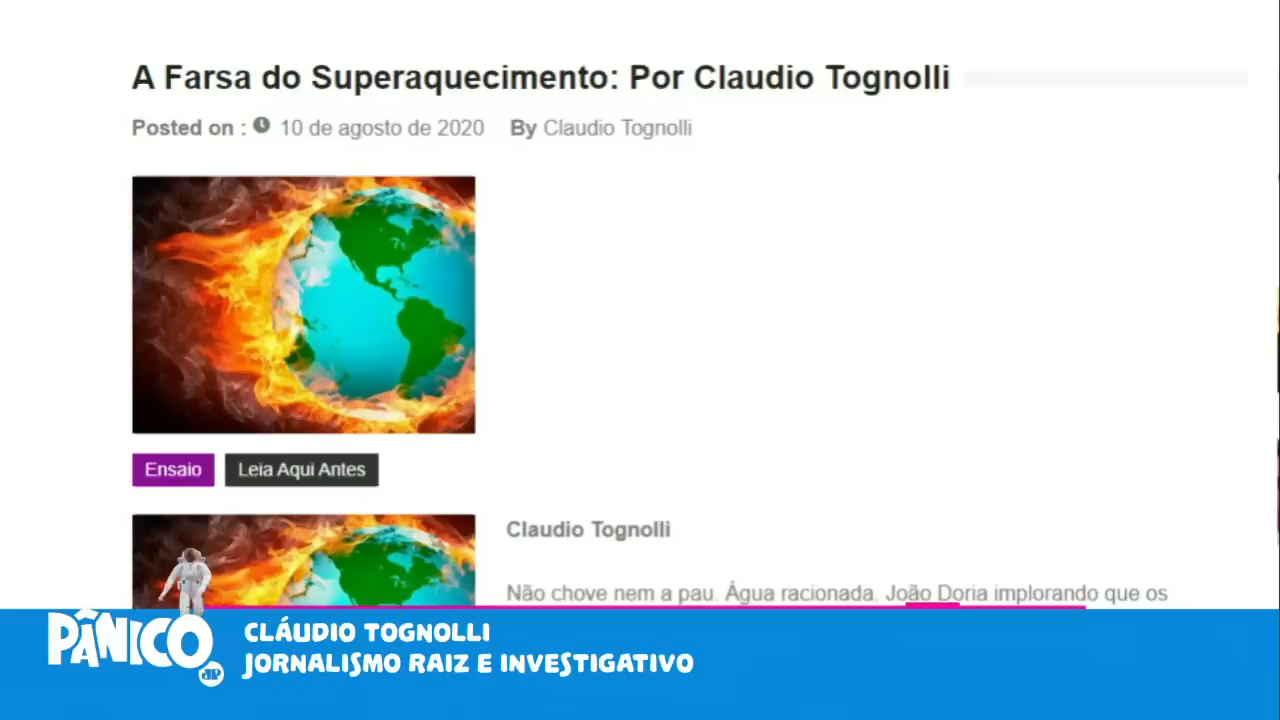 A Farsa do Superaquecimento: Por Claudio Tognolli
Posted on : 10 de agosto de 2020 By Claudio Tognolli
Ensaio Leia Aqui Antes
Claudio Tognolli
Não chove nem a pau. Água racionada. João Doria implorando que os
PÂNICO
JP
CLÁUDIO TOGNOLLI
JORNALISMO RAIZ E INVESTIGATIVO